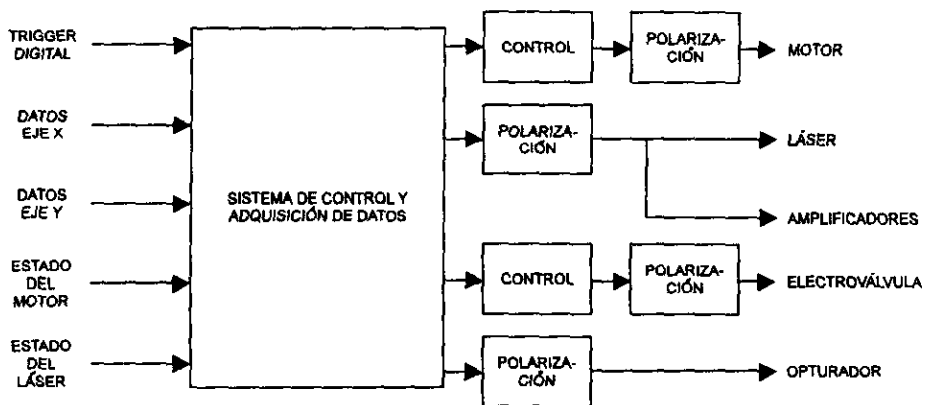 TRIGGER
DIGITAL
DATOS
EJE X
DATOS
EJE Y
ESTADO
DEL
MOTOR
ESTADO
DEL
LÁSER
SISTEMA DE CONTROL Y
ADQUISICIÓN DE DATOS
CONTROL
POLARIZA-
CIÓN
MOTOR
POLARIZA-
CIÓN
LÁSER
AMPLIFICADORES
CONTROL
POLARIZA-
CIÓN
ELECTROVÁLVULA
POLARIZA-
CIÓN
OPTURADOR